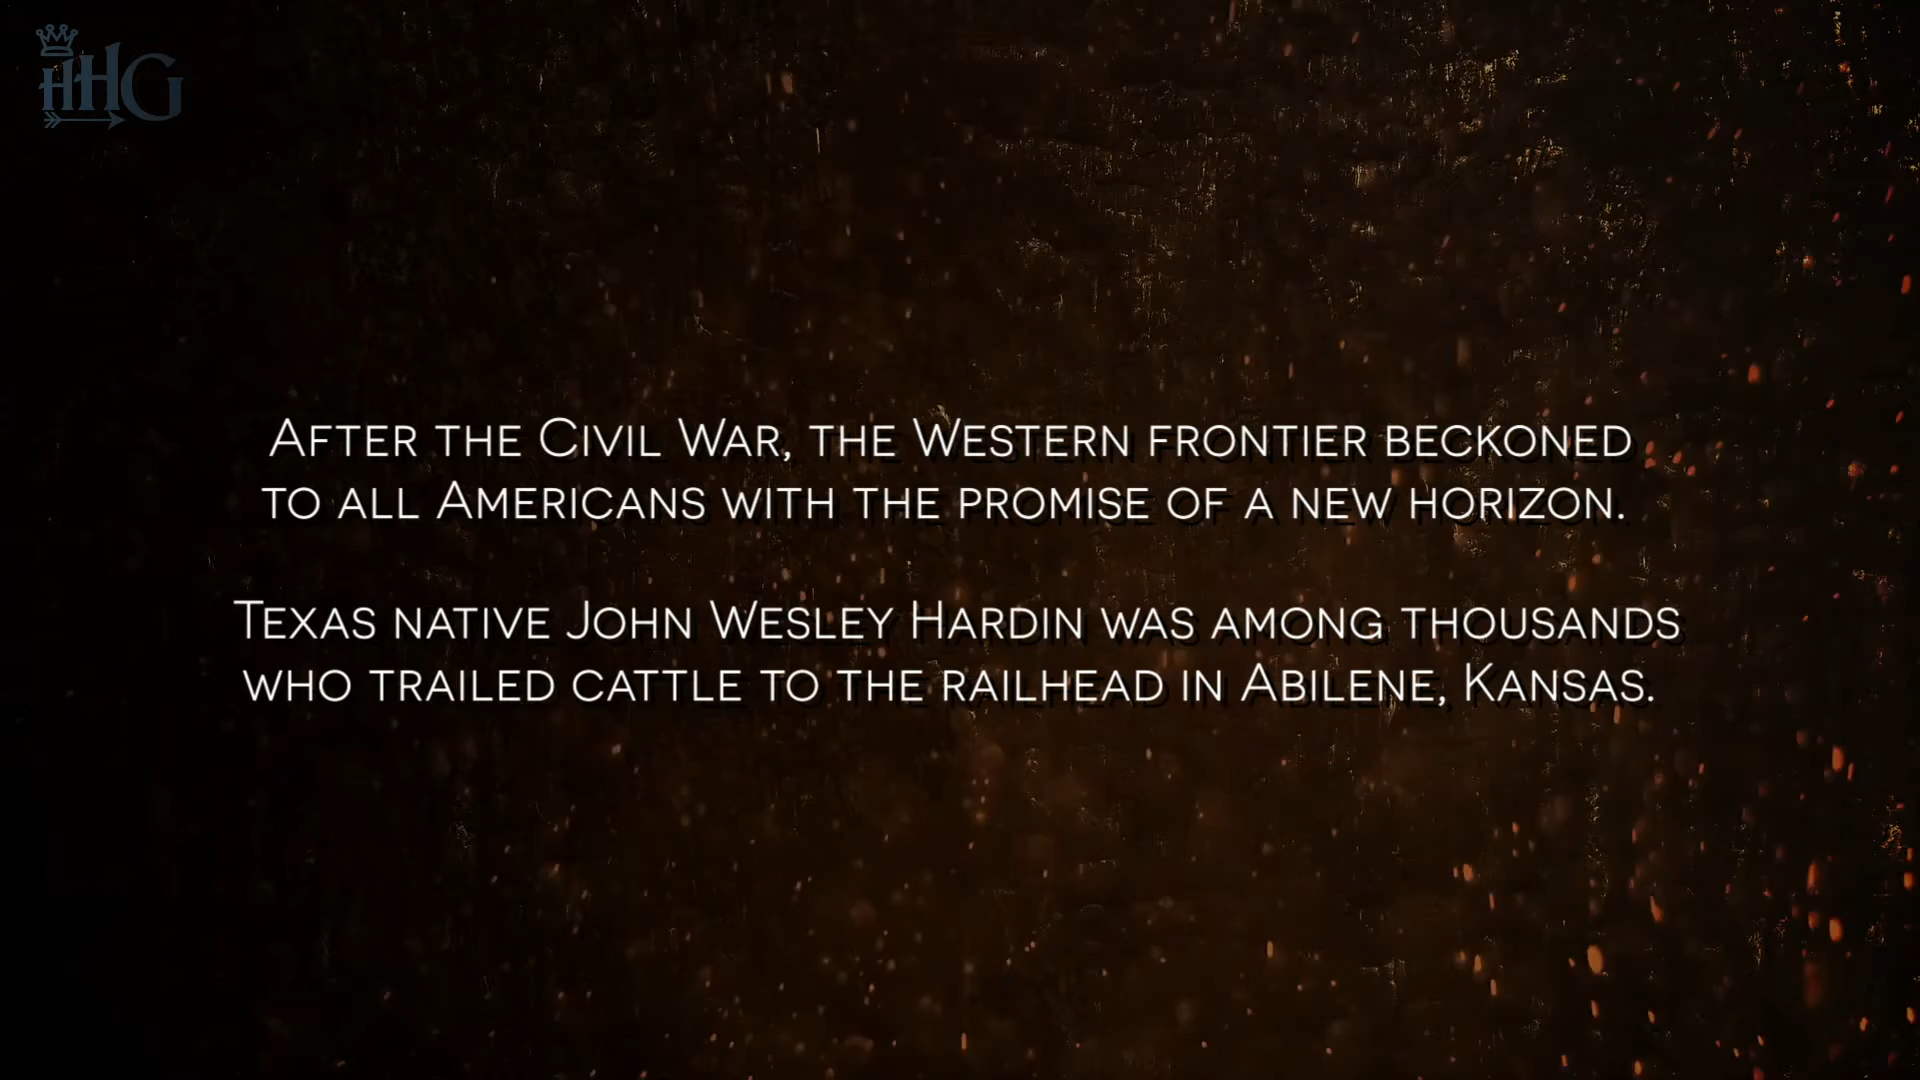 HHG
After the Civil War, the Western frontier beckoned
to all Americans with the promise of a new horizon.
Texas native John Wesley Hardin was among thousands
who trailed cattle to the railhead in Abilene, Kansas.